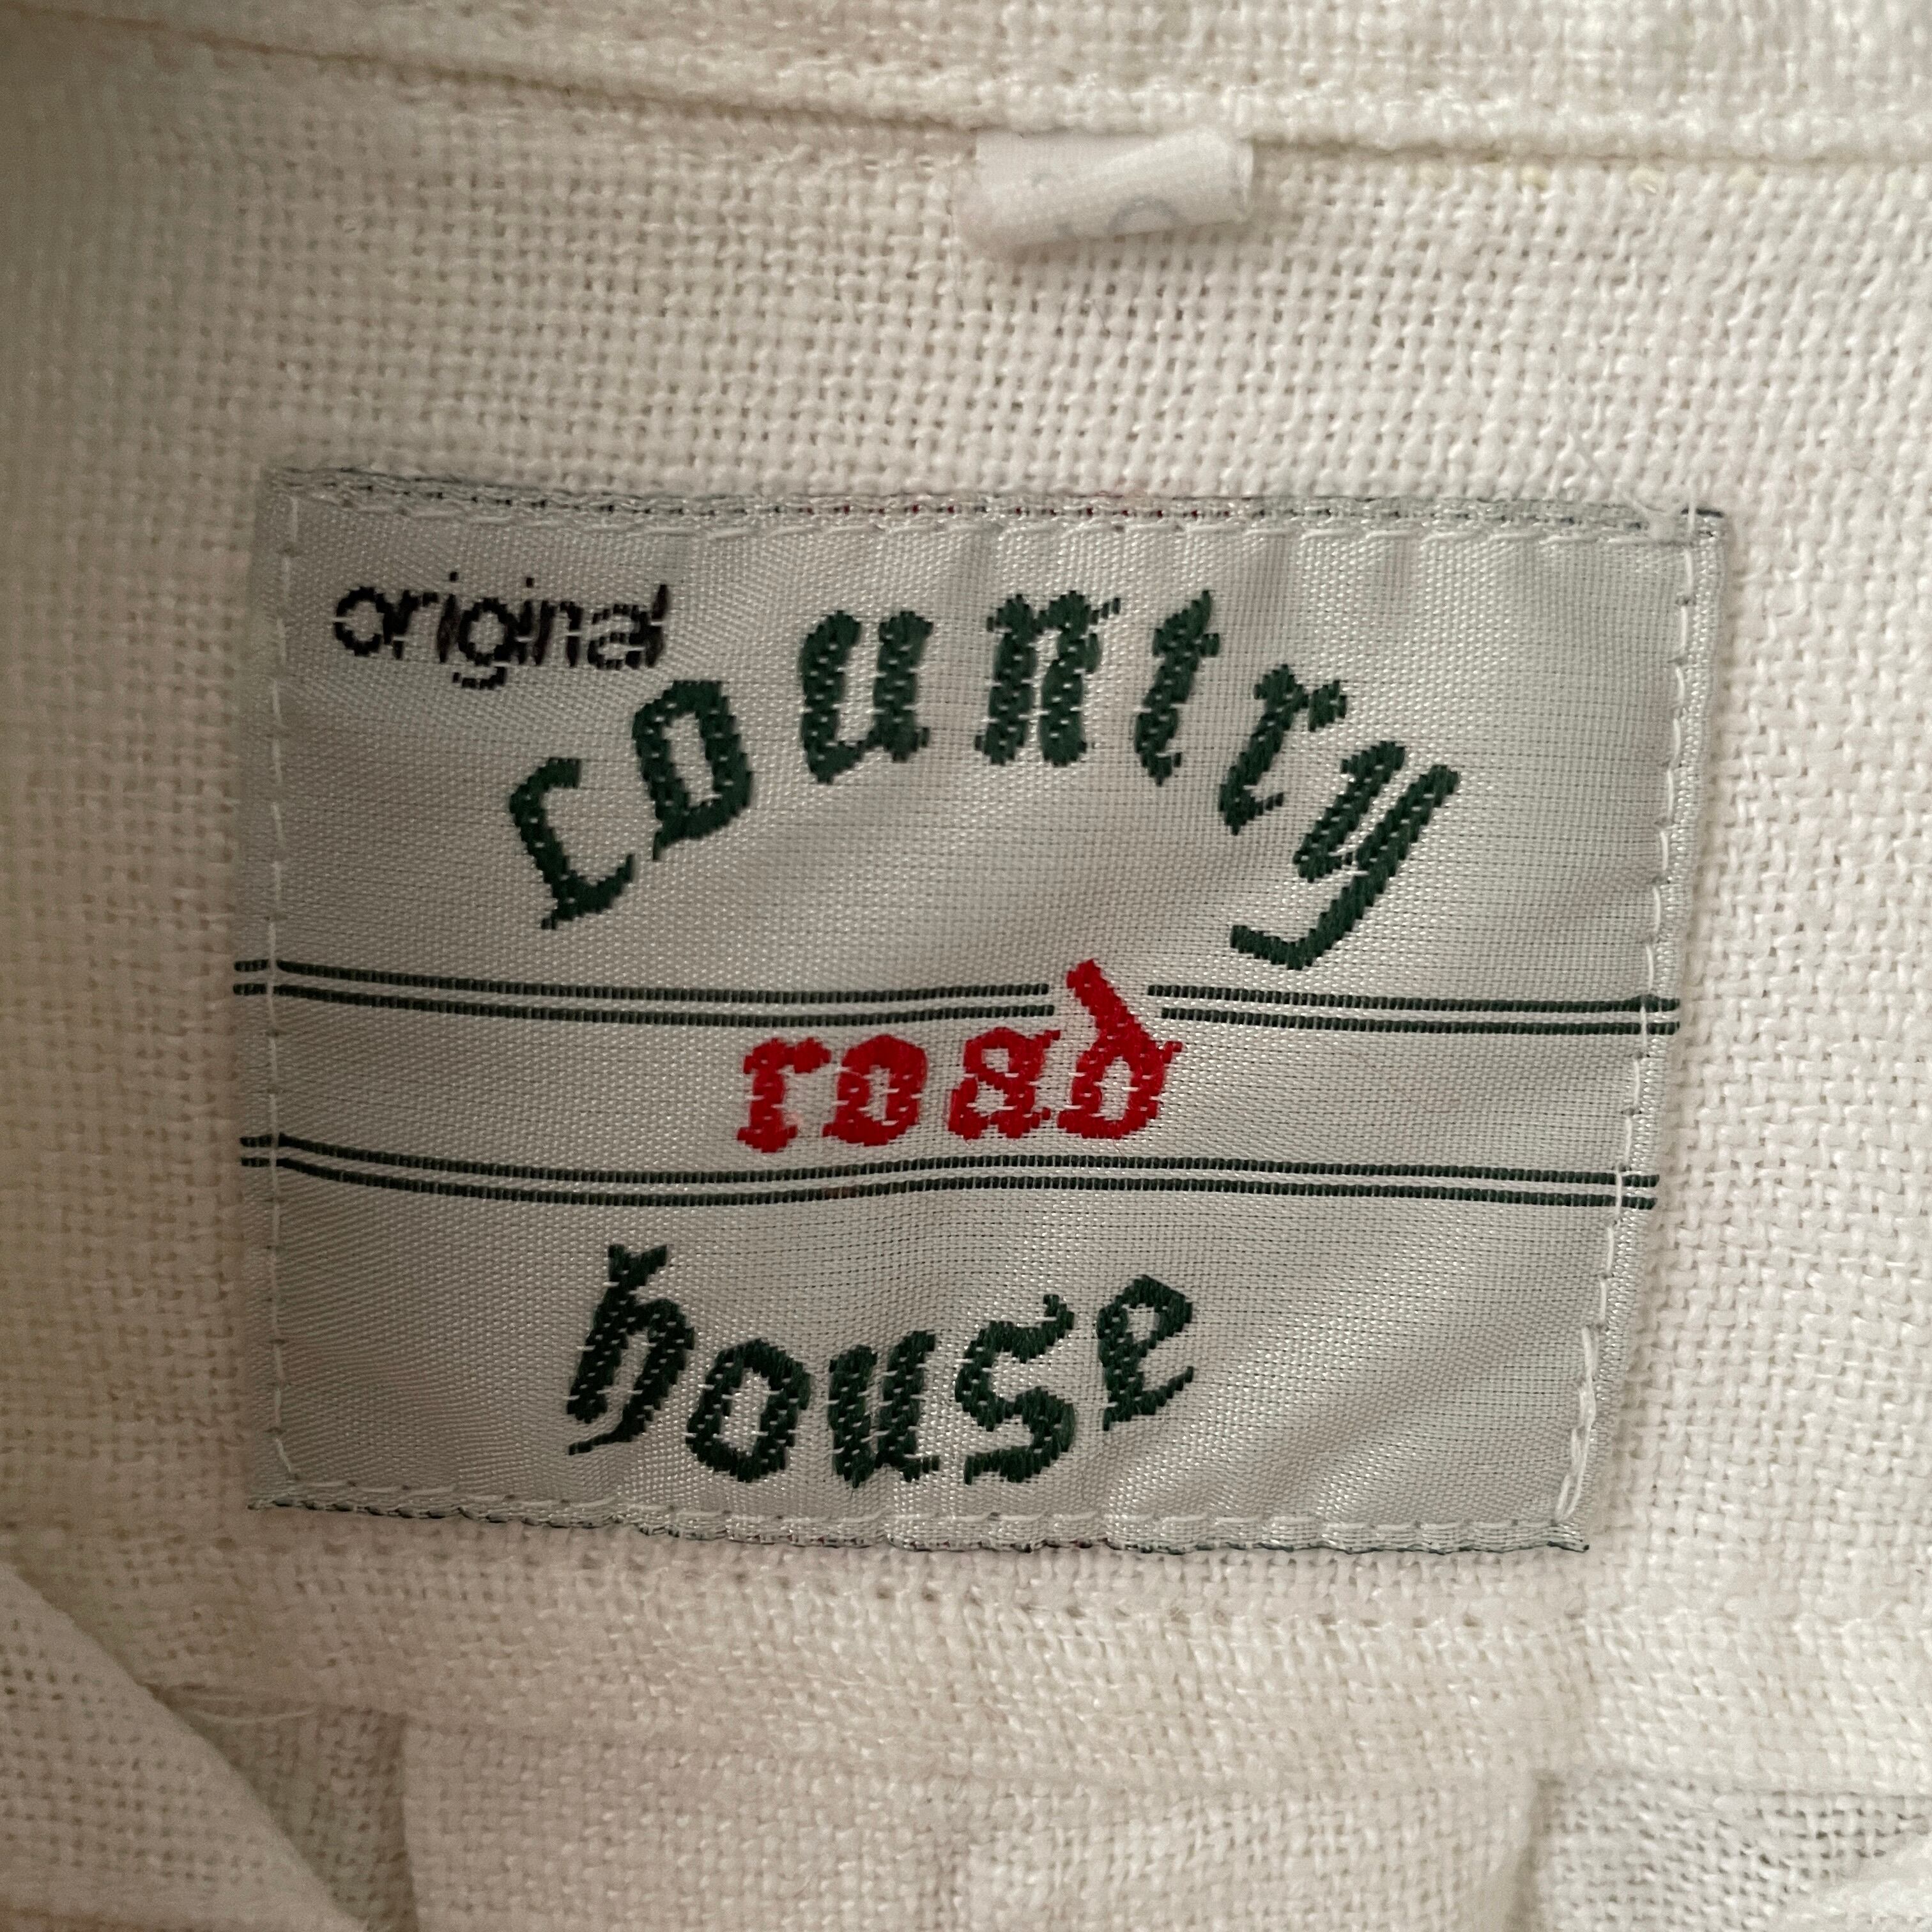 original
country
road
house